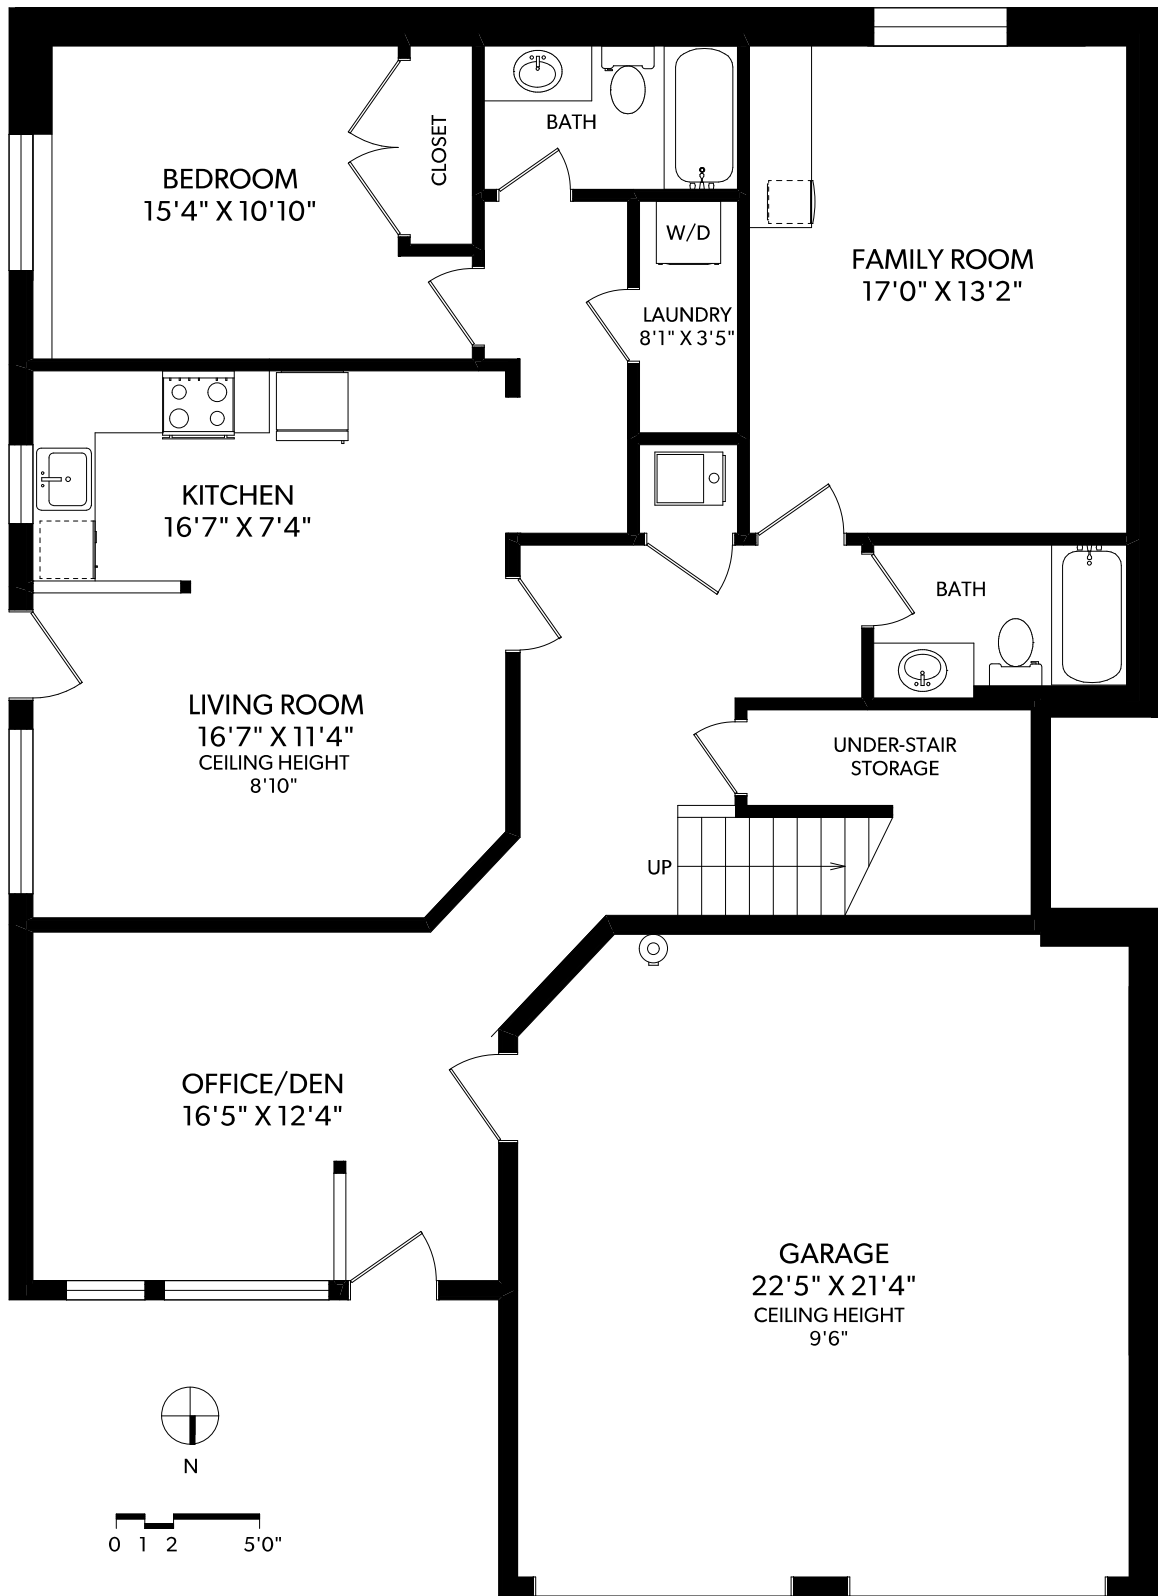 BATH
CLOSET
BEDROOM
15'4" X 10'10"
W/D
FAMILY ROOM
17'0" X 13'2"
LAUNDRY
8'1" X 3'5"
KITCHEN
16'7" X 7'4"
BATH
LIVING ROOM
16'7" X 11'4"
CEILING HEIGHT
8'10"
UNDER-STAIR
STORAGE
UP
OFFICE/DEN
16'5" X 12'4"
GARAGE
22'5" X 21'4"
CEILING HEIGHT
9'6"
N
0 1 2 5'0"